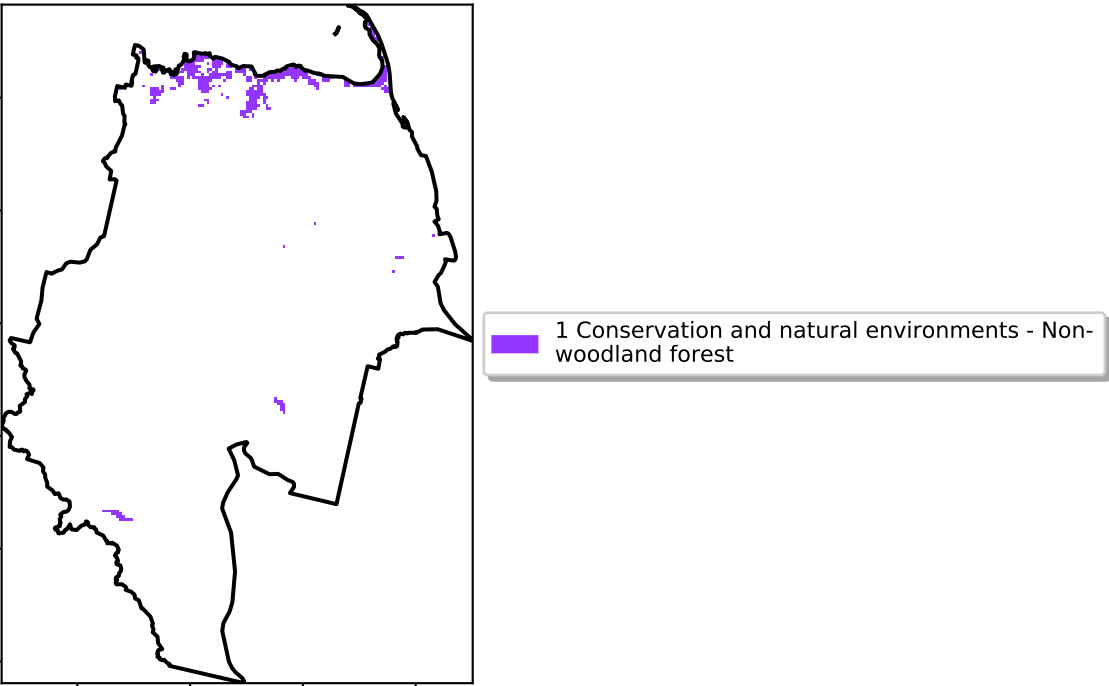 1 Conservation and natural environments - Non-
woodland forest